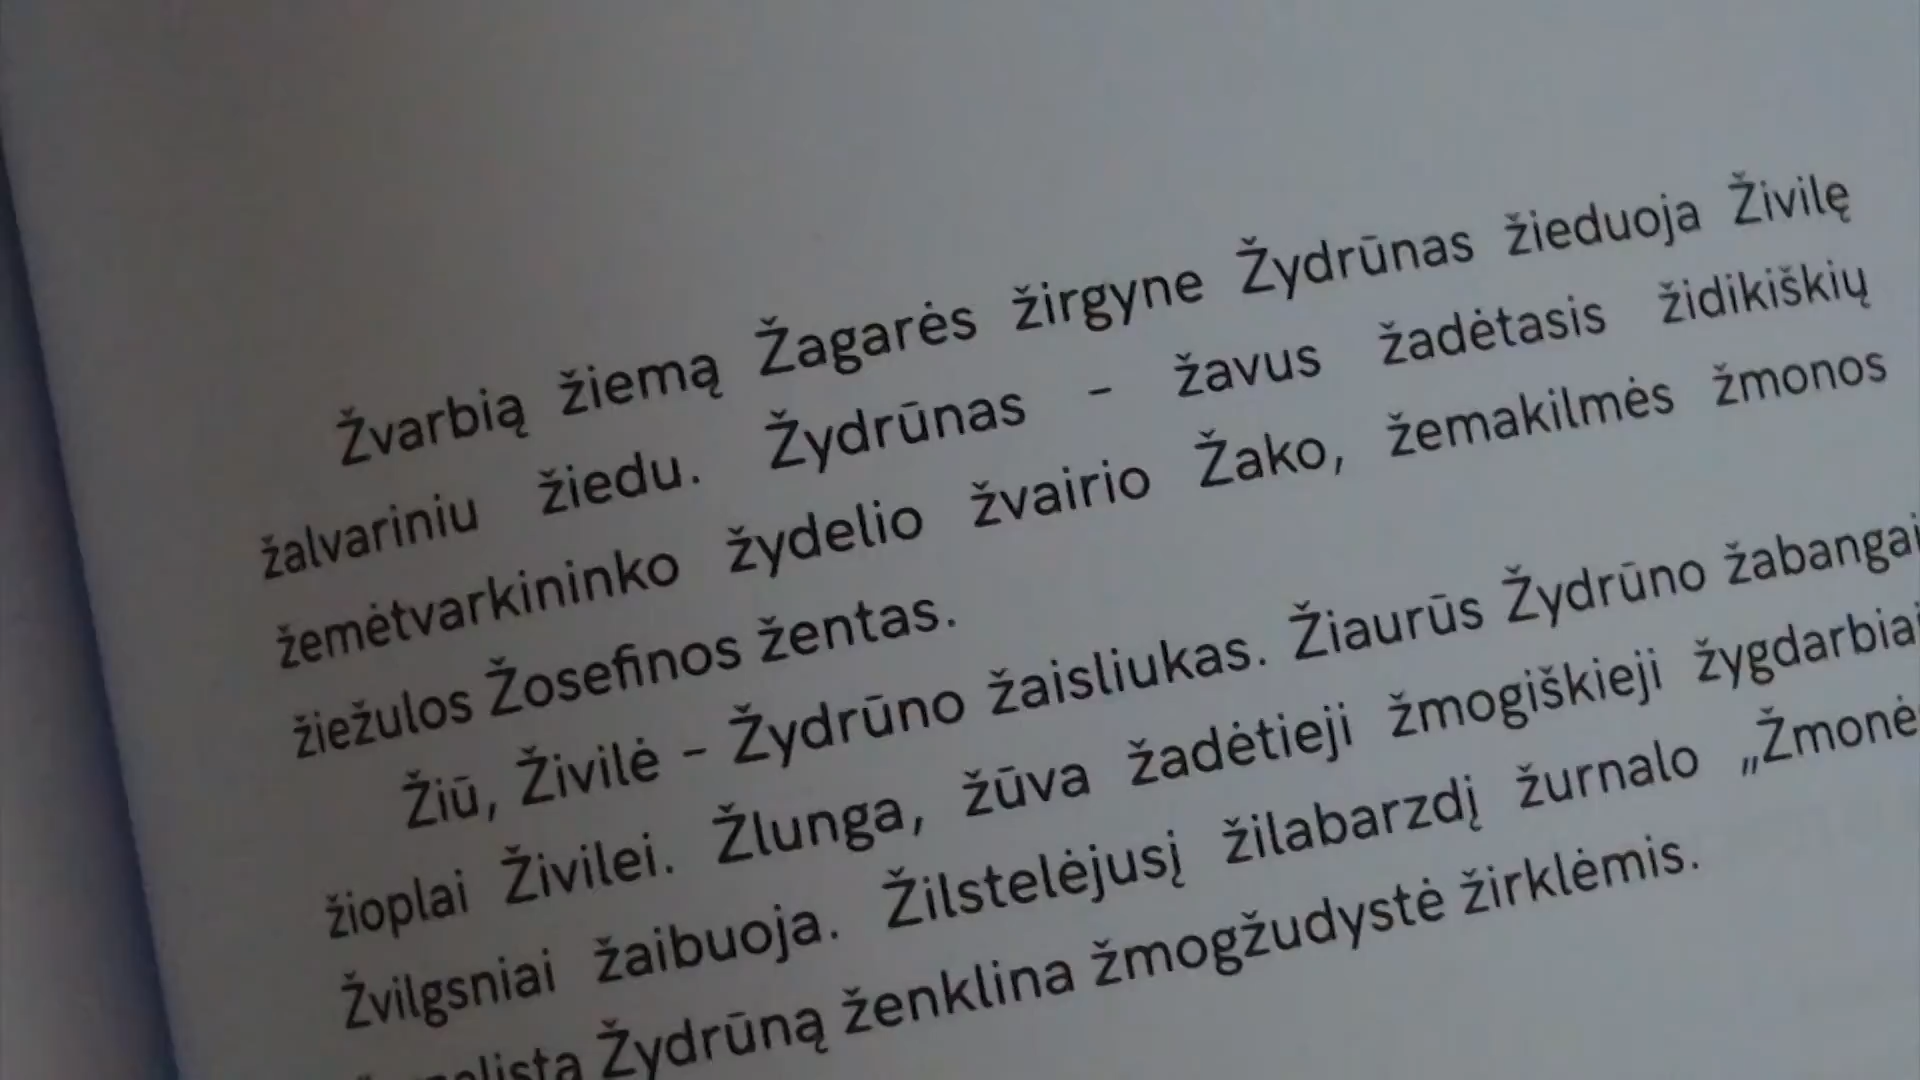 Žvarbią žiemą Žagarės žirgyne Žydrūnas žieduoja Živilę
žalvariniu žiedu. Žydrūnas – žavus žadėtasis židikiškių
žemėtvarkininko žydelio žvairio Žako, žemakilmės žmonos
žiežulos Žosefinos žentas.
Žiū, Živilė – Žydrūno žaisliukas. Žiaurūs Žydrūno žabangai
žioplai Živilei. Žlunga, žūva žadėtieji žmogiškieji žygdarbiai
Žvilgsniai žaibuoja. Žilstelėjusį žilabarzdį žurnalo
Žydrūną ženklina žmogžudystė žirklėmis.